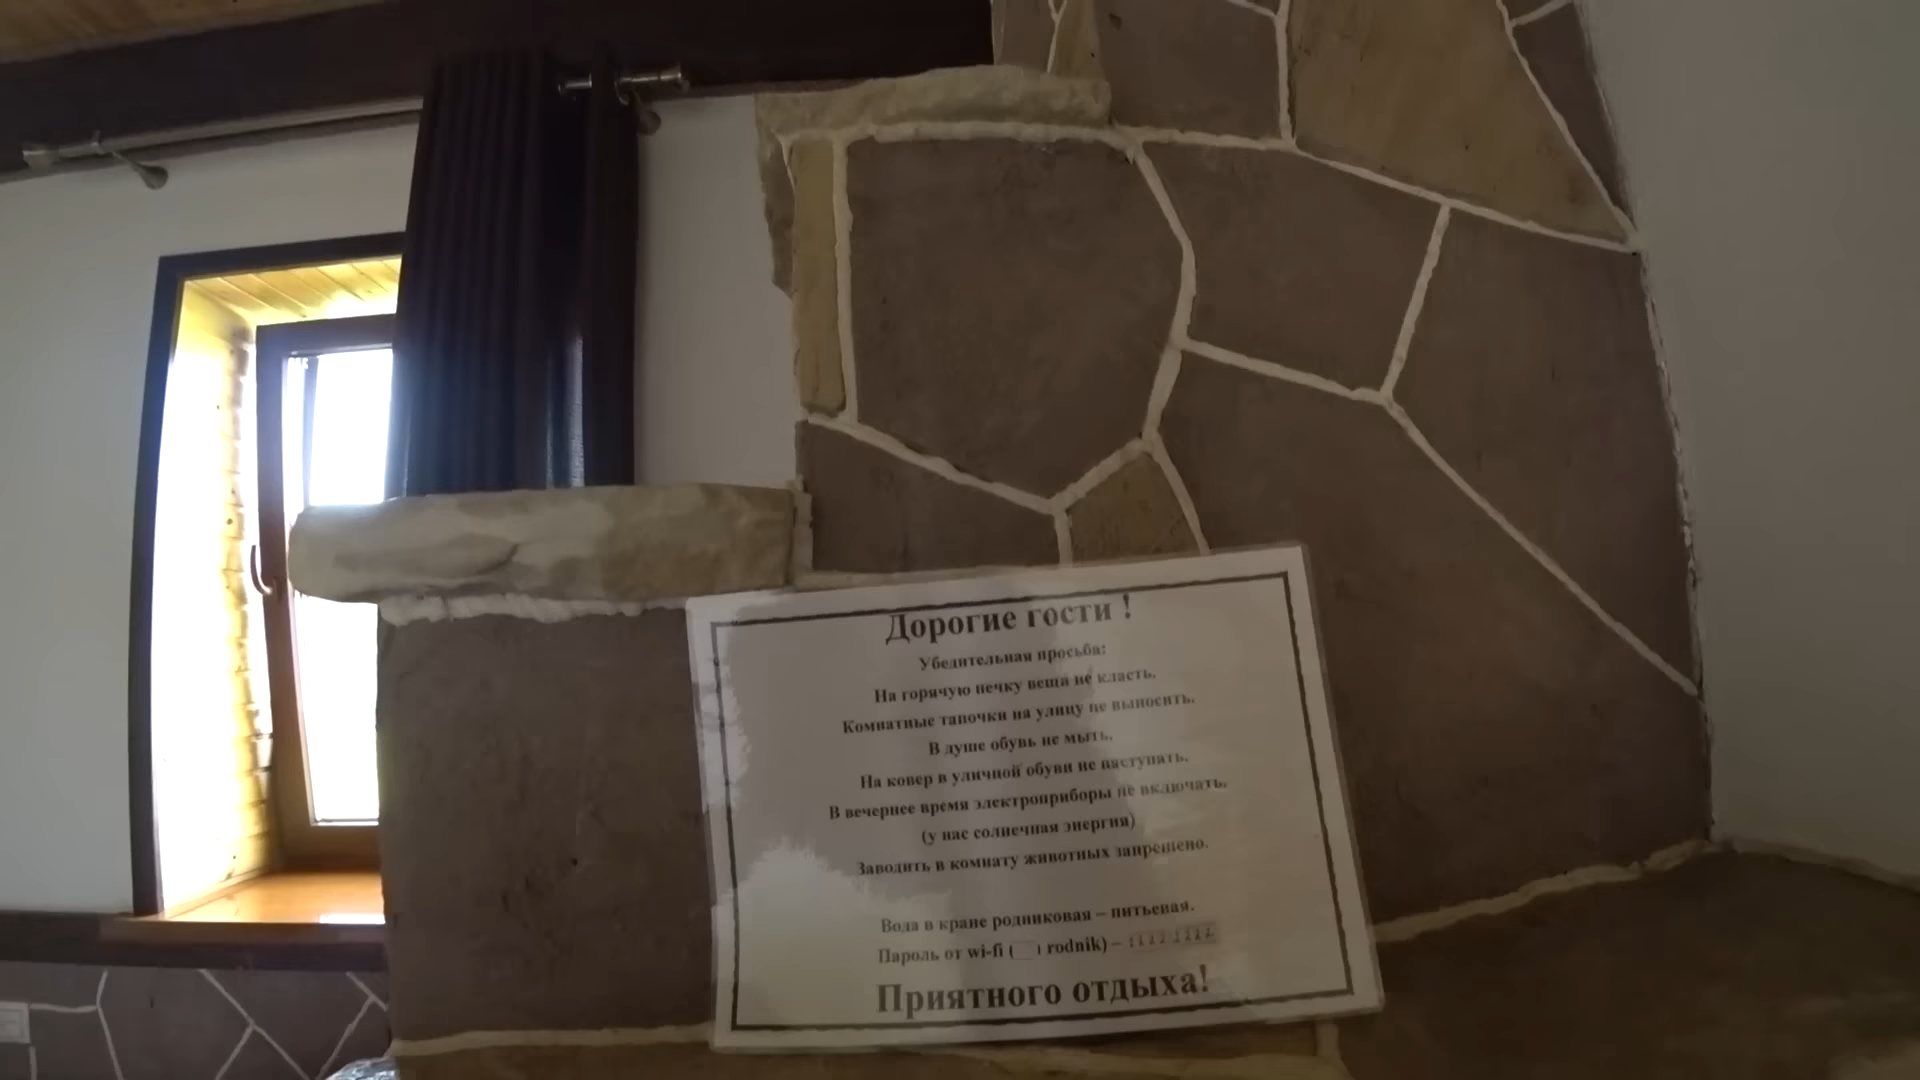 Дорогие гости !
Убедительная просьба:
На горячую печку вещи не класть.
Комнатные тапочки на улицу не выносить.
В душе обувь не мыть.
На ковер в уличной обуви не наступать.
В вечернее время электроприборы не включать.
(у нас солнечная энергия)
Заводить в комнату животных запрещено.
Вода в кране родниковая – питьевая.
Пароль от wi-fi ( rodnik) –
Приятного отдыха!